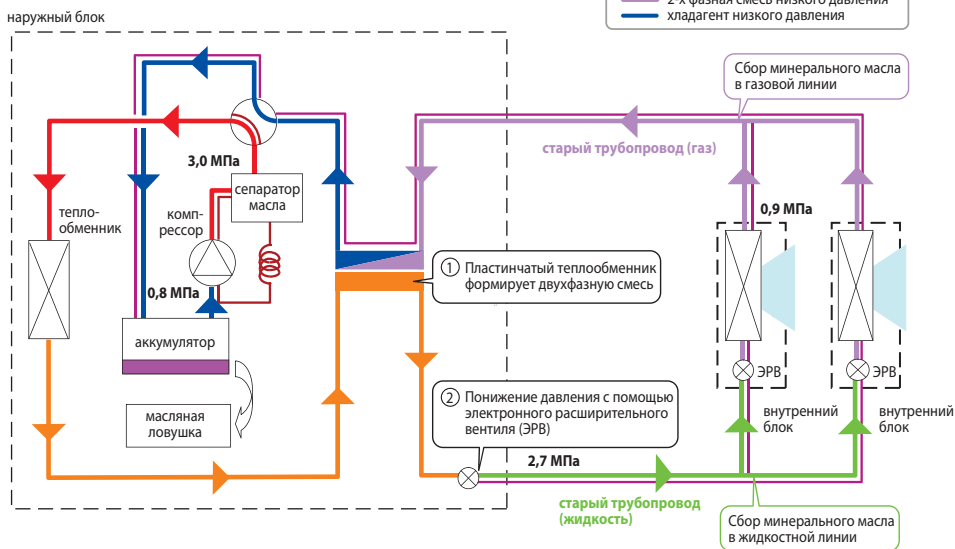 2-х фазная смесь низкого давления
хладагент низкого давления
наружный блок
Сбор минерального масла
в газовой линии
старый трубопровод (газ)
3,0 МПа
сепаратор
масла
тепло-
обменник
комп-
рессор
0,9 МПа
① Пластинчатый теплообменник
формирует двухфазную смесь
0,8 МПа
аккумулятор
ЭРВ
ЭРВ
② Понижение давления с помощью
электронного расширительного
вентиля (ЭРВ)
масляная
ловушка
внутренний
блок
внутренний
блок
2,7 МПа
старый трубопровод
(жидкость)
Сбор минерального масла
в жидкостной линии